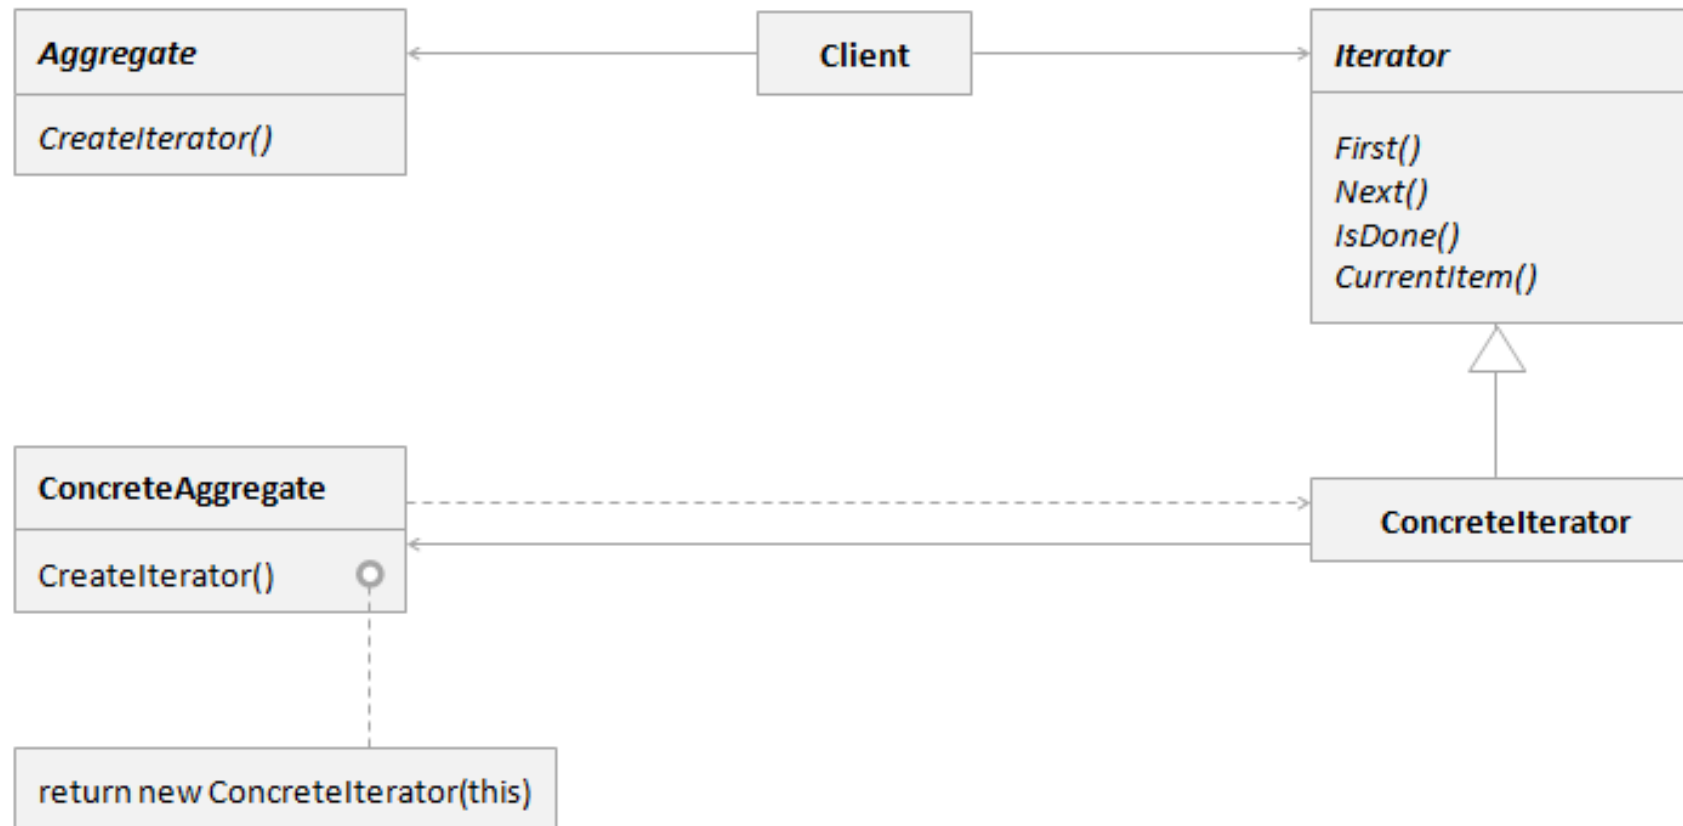 Aggregate
CreateIterator()
Client
Iterator
First()
Next()
IsDone()
CurrentItem()
ConcreteAggregate
CreateIterator()
ConcreteIterator
return new ConcreteIterator(this)